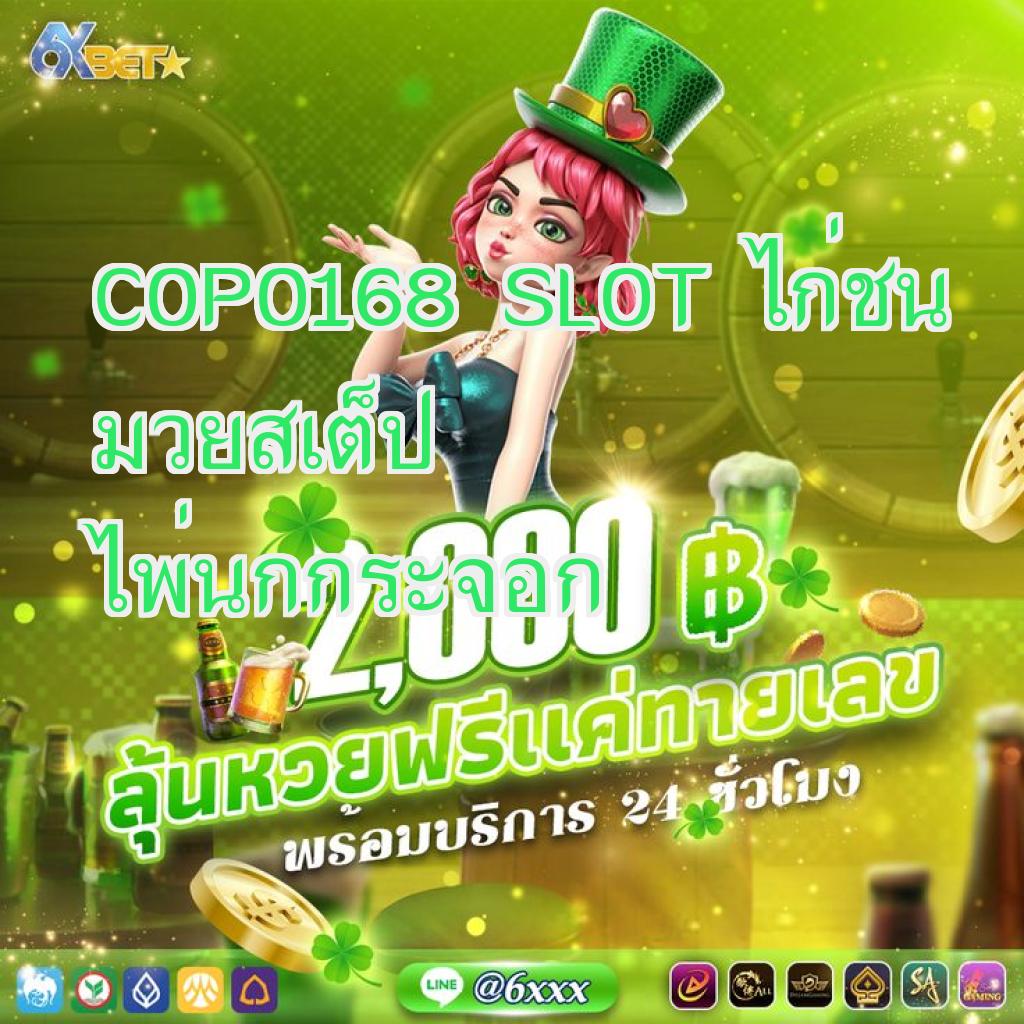 6XBET
COPO168 SLOT ไก่ชน
มวยสเต็ป
ไพ่นกกระจอก
฿
ลุ้นหวยฟรีแค่ทายเลข
พร้อมบริการ 24 ชั่วโมง
LINE @6xxx
SA
GAMING